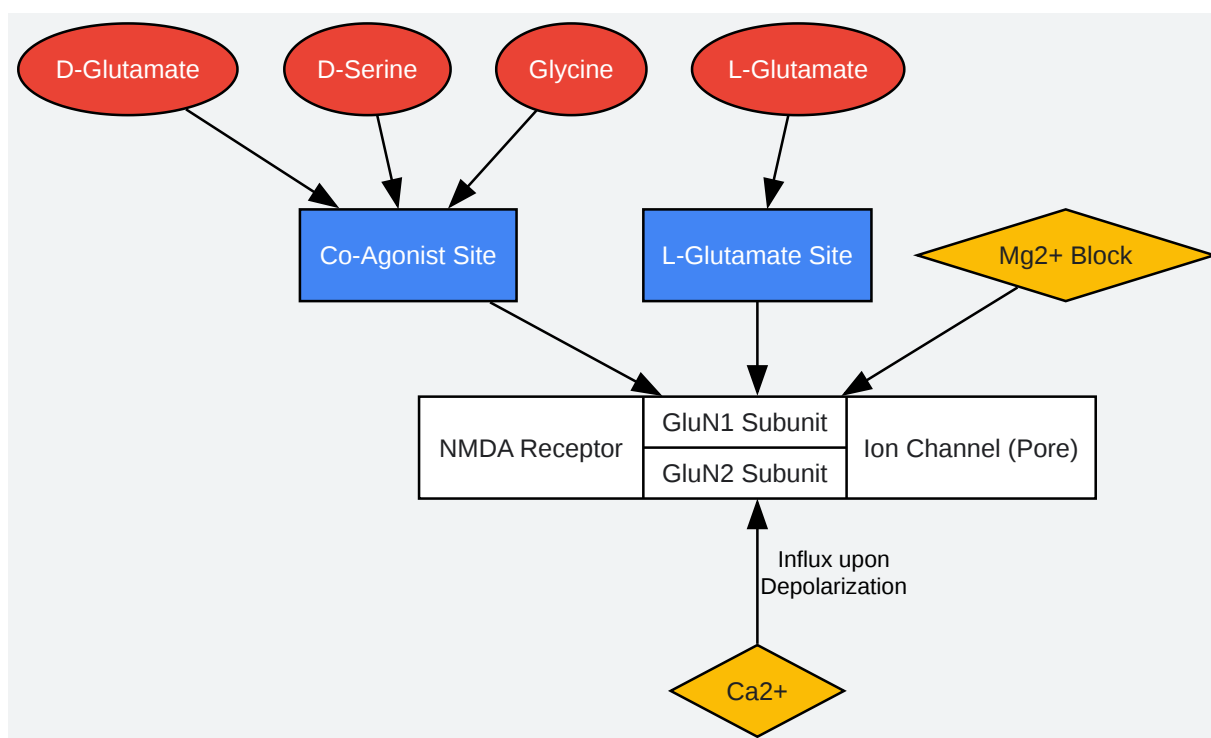 D-Glutamate
D-Serine
Glycine
L-Glutamate
Co-Agonist Site
L-Glutamate Site
Mg2+ Block
NMDA Receptor
GluN1 Subunit
GluN2 Subunit
Ion Channel (Pore)
Influx upon
Depolarization
Ca2+